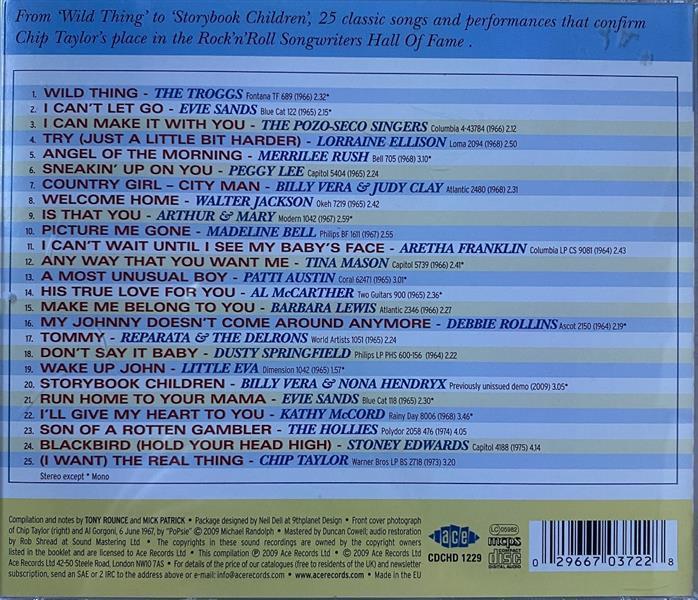 From 'Wild Thing' to 'Storybook Children', 25 classic songs and performances that confirm
Chip Taylor's place in the Rock'n'Roll Songwriters Hall Of Fame .
1. WILD THING - THE TROGGS Fontana TF 689 (1966) 2.32*
2. I CAN'T LET GO - EVIE SANDS Blue Cat 122 (1965) 2.15*
3. I CAN MAKE IT WITH YOU - THE POZO-SECO SINGERS Columbia 4-43784 (1966) 2.12
4. TRY (JUST A LITTLE BIT HARDER) - LORRAINE ELLISON Loma 2094 (1968) 2.50
5. ANGEL OF THE MORNING - MERRILEE RUSH Bell 705 (1968) 3.10*
6. SNEAKIN' UP ON YOU - PEGGY LEE Capitol 5404 (1965) 2.24
7. COUNTRY GIRL – CITY MAN - BILLY VERA & JUDY CLAY Atlantic 2480 (1968) 2.31
8. WELCOME HOME - WALTER JACKSON Okeh 7219 (1965) 2.42
9. IS THAT YOU - ARTHUR & MARY Modern 1042 (1967) 2.59*
10. PICTURE ME GONE - MADELINE BELL Philips BF 1611 (1967) 2.55
11. I CAN'T WAIT UNTIL I SEE MY BABY'S FACE - ARETHA FRANKLIN Columbia LP CS 9081 (1964) 2.43
12. ANY WAY THAT YOU WANT ME - TINA MASON Capitol 5739 (1966) 2.41*
13. A MOST UNUSUAL BOY - PATTI AUSTIN Coral 62471 (1965) 3.01*
14. HIS TRUE LOVE FOR YOU - AL McCARTHER Two Guitars 900 (1965) 2.36*
15. MAKE ME BELONG TO YOU - BARBARA LEWIS Atlantic 2346 (1966) 2.27
16. MY JOHNNY DOESN'T COME AROUND ANYMORE - DEBBIE ROLLINS Ascot 2150 (1964) 2.19*
17. TOMMY - REPARATA & THE DELRONS World Artists 1051 (1965) 2.24
18. DON'T SAY IT BABY - DUSTY SPRINGFIELD Philips LP PHS 600-156 (1964) 2.22
19. WAKE UP JOHN - LITTLE EVA Dimension 1042 (1965) 1.57*
20. STORYBOOK CHILDREN - BILLY VERA & NONA HENDRYX Previously unissued demo (2009) 3.05*
21. RUN HOME TO YOUR MAMA - EVIE SANDS Blue Cat 118 (1965) 2.30*
22. I'LL GIVE MY HEART TO YOU - KATHY McCORD Rainy Day 8006 (1968) 3.46*
23. SON OF A ROTTEN GAMBLER - THE HOLLIES Polydor 2058 476 (1974) 4.05
24. BLACKBIRD (HOLD YOUR HEAD HIGH) - STONEY EDWARDS Capitol 4188 (1975) 4.14
25. (I WANT) THE REAL THING - CHIP TAYLOR Warner Bros LP BS 2718 (1973) 3.20
Stereo except * Mono
Compilation and notes by TONY ROUNCE and MICK PATRICK • Package designed by Neil Dell at 9thplanet Design • Front cover photograph
of Chip Taylor (right) and Al Gorgoni, 6 June 1967, by "PoPsie" © 2009 Michael Randolph • Mastered by Duncan Cowell; audio restoration
by Rob Shread at Sound Mastering Ltd • The copyrights in these sound recordings are owned by the copyright owners
listed in the booklet and are licensed to Ace Records Ltd • This compilation ℗ 2009 Ace Records Ltd • © 2009 Ace Records Ltd
Ace Records Ltd 42-50 Steele Road, London NW10 7AS • For details of the price of our catalogues (free to residents of the UK) and newsletter
subscription, send an SAE or 2 IRC to the address above or e-mail: info@acerecords.com • www.acerecords.com • Made in the EU
ace
CDCHD 1229
LC 05982
mcps
COMPACT
disc
DIGITAL AUDIO
0 29667 03722 8